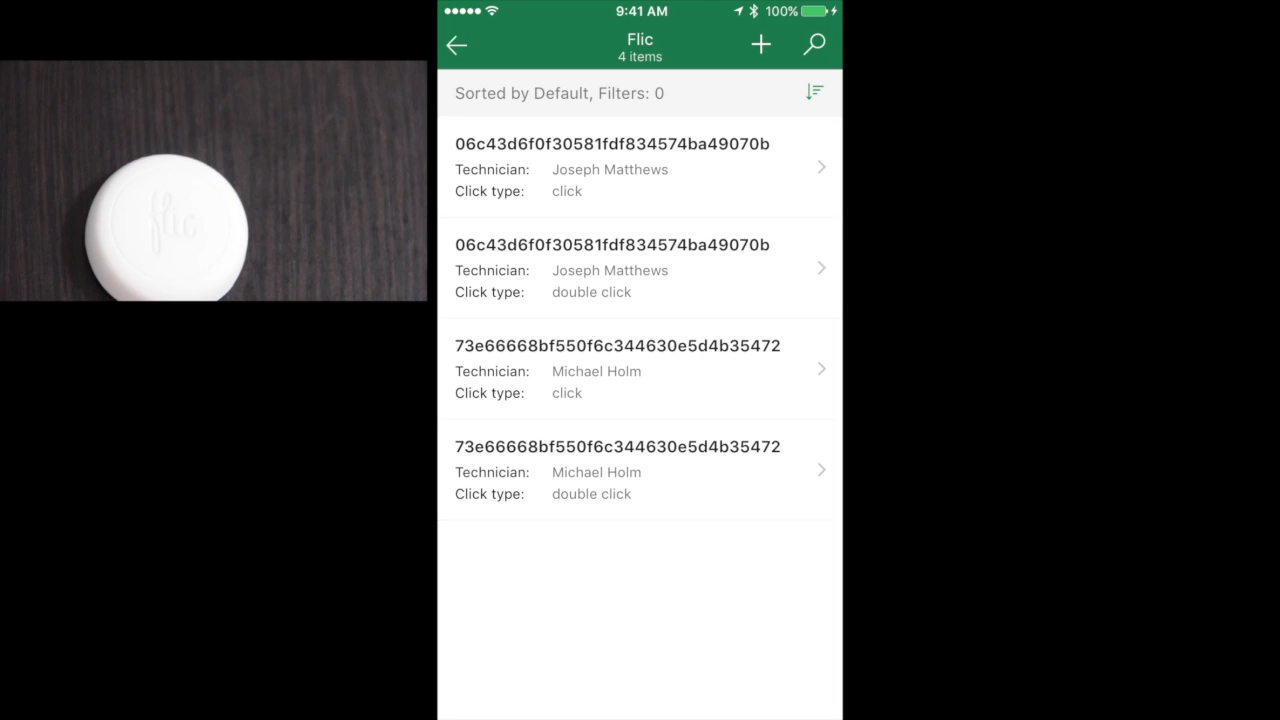 flic
9:41 AM
100%
Flic
4 items
Sorted by Default, Filters: 0
06c43d6f0f30581fdf834574ba49070b
Technician: Joseph Matthews
Click type: click
06c43d6f0f30581fdf834574ba49070b
Technician: Joseph Matthews
Click type: double click
73e66668bf550f6c344630e5d4b35472
Technician: Michael Holm
Click type: click
73e66668bf550f6c344630e5d4b35472
Technician: Michael Holm
Click type: double click